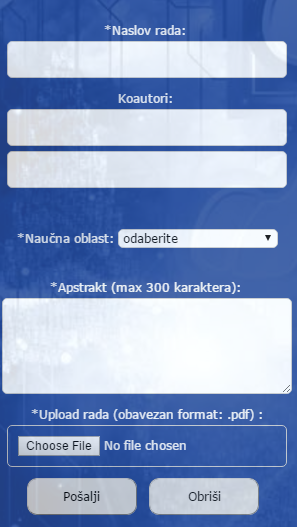 *Naslov rada:
Koautori:
*Naučna oblast: odaberite
*Apstrakt (max 300 karaktera):
*Upload rada (obavezan format: .pdf) :
Choose File No file chosen
Pošalji Obriši